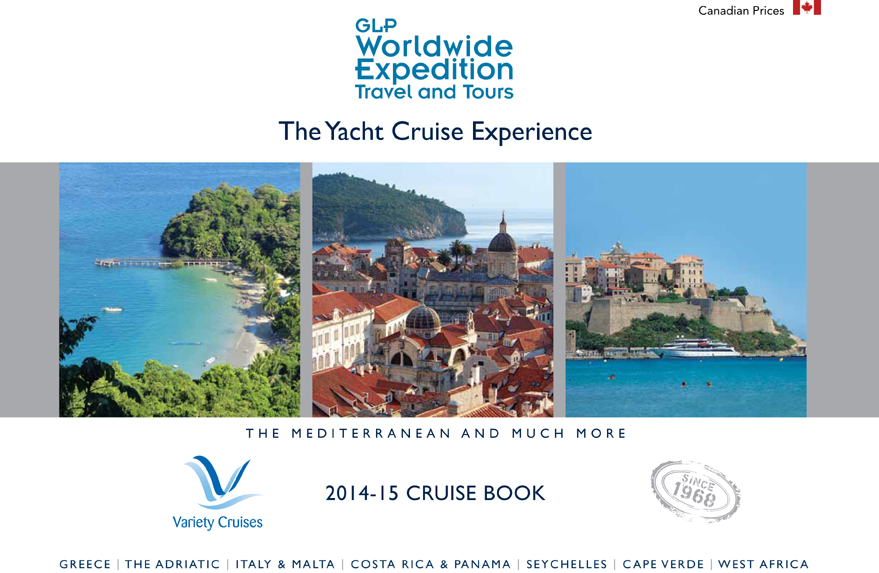 Canadian Prices
GLP
Worldwide
Expedition
Travel and Tours
The Yacht Cruise Experience
THE MEDITERRANEAN AND MUCH MORE
Variety Cruises
2014-15 CRUISE BOOK
SINCE
1968
GREECE | THE ADRIATIC | ITALY & MALTA | COSTA RICA & PANAMA | SEYCHELLES | CAPE VERDE | WEST AFRICA